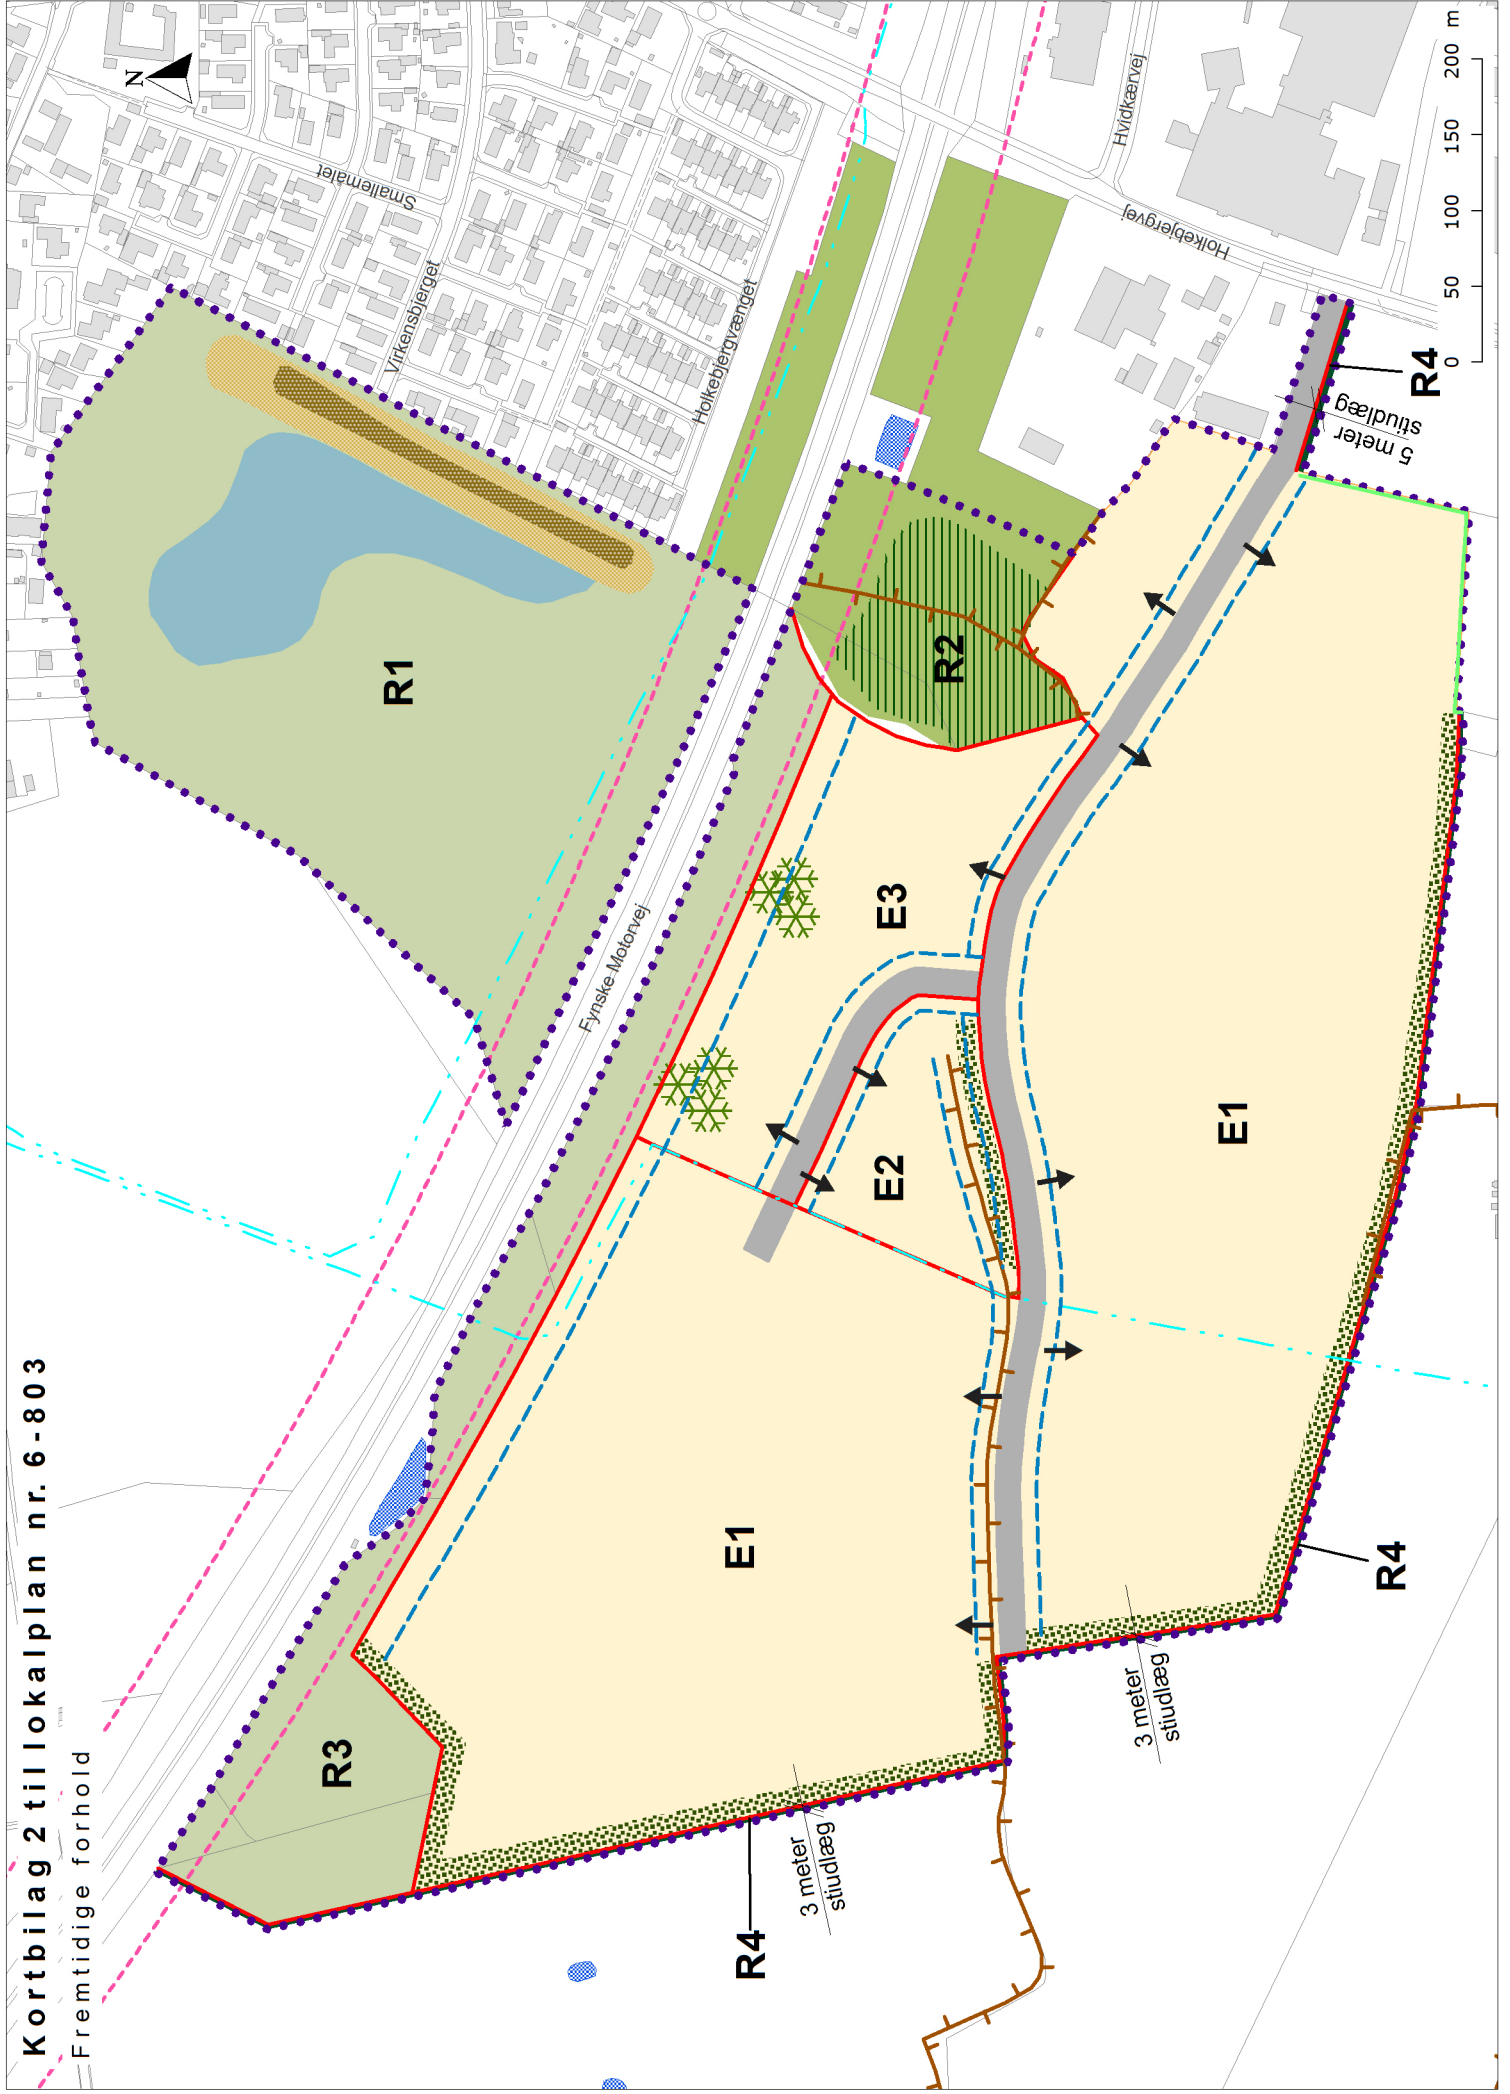 Kortbilag 2 til lokalplan nr. 6-803
Fremtidige forhold
N
Smallemalet
Virkensbjerget
Holkebjergvænget
R1
Fynske Motorvej
Hvidkærvej
Holkebjergvej
R2
E3
E2
E1
E1
R3
R4
3 meter
stiudlæg
3 meter
stiudlæg
R4
5 meter
stiudlæg
R4
0 50 100 150 200 m